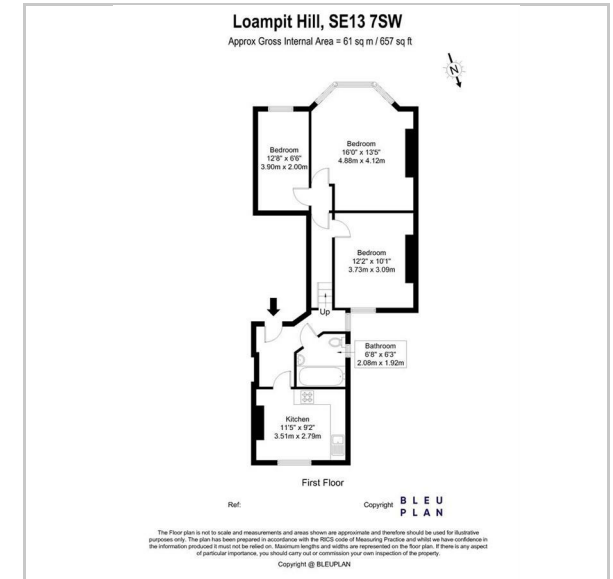 Loampit Hill, SE13 7SW
Approx Gross Internal Area = 61 sq m / 657 sq ft
N
Bedroom
12'8" x 6'6"
3.90m x 2.00m
Bedroom
16'0" x 13'5"
4.88m x 4.12m
Bedroom
12'2" x 10'1"
3.73m x 3.09m
Up
Bathroom
6'8" x 6'3"
2.08m x 1.92m
Kitchen
11'5" x 9'2"
3.51m x 2.79m
First Floor
Ref:
Copyright
BLEU
PLAN
The Floor plan is not to scale and measurements and areas shown are approximate and therefore should be used for illustrative
purposes only. The plan has been prepared in accordance with the RICS code of Measuring Practice and whilst we have confidence in
the information produced it must not be relied on. Maximum lengths and widths are represented on the floor plan. If there is any aspect
of particular importance, you should carry out or commission your own inspection of the property.
Copyright @ BLEUPLAN